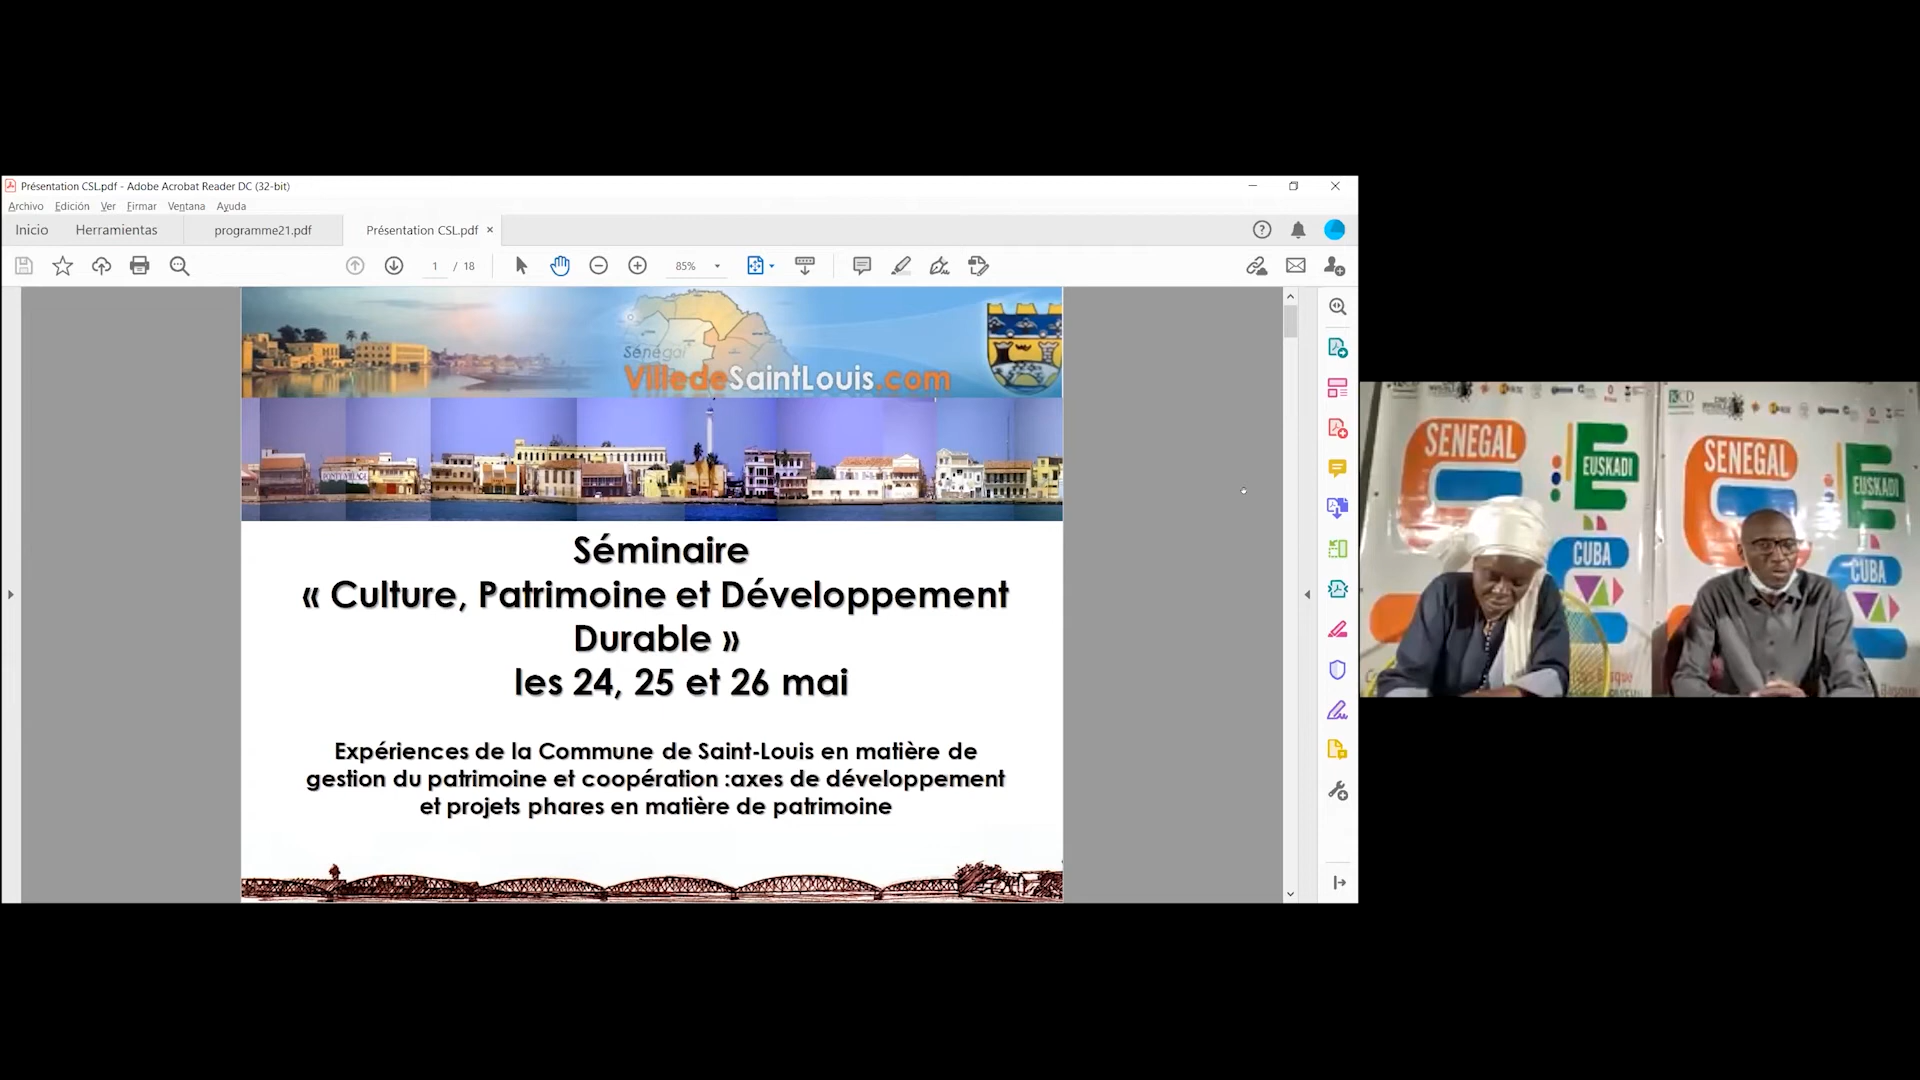 Présentation CSL.pdf - Adobe Acrobat Reader DC (32-bit)
Archivo Edición Ver Firmar Ventana Ayuda
Inicio Herramientas programme21.pdf Présentation CSL.pdf
1 / 18 85%
Sénégal
VilledeSaintLouis.com
Séminaire
« Culture, Patrimoine et Développement
Durable »
les 24, 25 et 26 mai
Expériences de la Commune de Saint-Louis en matière de
gestion du patrimoine et coopération :axes de développement
et projets phares en matière de patrimoine
SENEGAL
EUSKADI
CUBA
SENEGAL
EUSKADI
CUBA